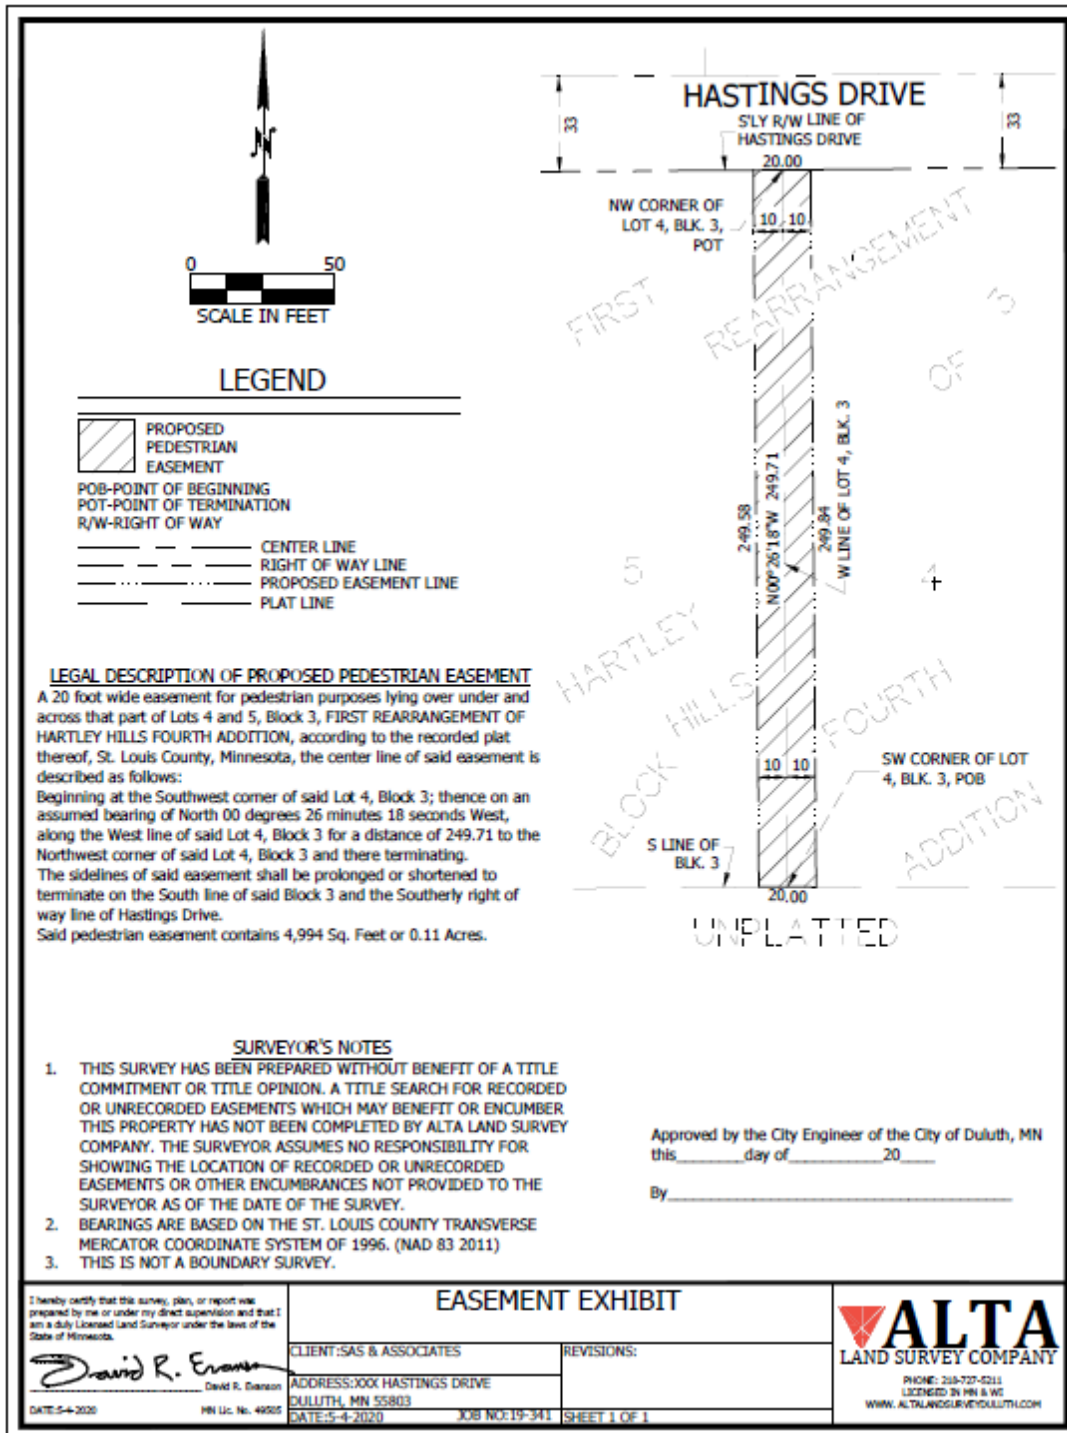 HASTINGS DRIVE
S'LY R/W LINE OF
HASTINGS DRIVE
33
33
20.00
NW CORNER OF
LOT 4, BLK. 3,
POT
10 10
N
0 50
SCALE IN FEET
FIRST REARRANGEMENT OF
HARTLEY HILLS FOURTH ADDITION
BLOCK 3
5
4
LEGEND
PROPOSED
PEDESTRIAN
EASEMENT
POB-POINT OF BEGINNING
POT-POINT OF TERMINATION
R/W-RIGHT OF WAY
CENTER LINE
RIGHT OF WAY LINE
PROPOSED EASEMENT LINE
PLAT LINE
249.58
N00°26'18"W 249.71
249.84
W LINE OF LOT 4, BLK. 3
10 10
SW CORNER OF LOT
4, BLK. 3, POB
S LINE OF
BLK. 3
20.00
UNPLATTED
LEGAL DESCRIPTION OF PROPOSED PEDESTRIAN EASEMENT
A 20 foot wide easement for pedestrian purposes lying over under and
across that part of Lots 4 and 5, Block 3, FIRST REARRANGEMENT OF
HARTLEY HILLS FOURTH ADDITION, according to the recorded plat
thereof, St. Louis County, Minnesota, the center line of said easement is
described as follows:
Beginning at the Southwest corner of said Lot 4, Block 3; thence on an
assumed bearing of North 00 degrees 26 minutes 18 seconds West,
along the West line of said Lot 4, Block 3 for a distance of 249.71 to the
Northwest corner of said Lot 4, Block 3 and there terminating.
The sidelines of said easement shall be prolonged or shortened to
terminate on the South line of said Block 3 and the Southerly right of
way line of Hastings Drive.
Said pedestrian easement contains 4,994 Sq. Feet or 0.11 Acres.
SURVEYOR'S NOTES
1. THIS SURVEY HAS BEEN PREPARED WITHOUT BENEFIT OF A TITLE
COMMITMENT OR TITLE OPINION. A TITLE SEARCH FOR RECORDED
OR UNRECORDED EASEMENTS WHICH MAY BENEFIT OR ENCUMBER
THIS PROPERTY HAS NOT BEEN COMPLETED BY ALTA LAND SURVEY
COMPANY. THE SURVEYOR ASSUMES NO RESPONSIBILITY FOR
SHOWING THE LOCATION OF RECORDED OR UNRECORDED
EASEMENTS OR OTHER ENCUMBRANCES NOT PROVIDED TO THE
SURVEYOR AS OF THE DATE OF THE SURVEY.
2. BEARINGS ARE BASED ON THE ST. LOUIS COUNTY TRANSVERSE
MERCATOR COORDINATE SYSTEM OF 1996. (NAD 83 2011)
3. THIS IS NOT A BOUNDARY SURVEY.
Approved by the City Engineer of the City of Duluth, MN
this________day of___________20____
By________________________________________
I hereby certify that this survey, plan, or report was
prepared by me or under my direct supervision and that I
am a duly Licensed Land Surveyor under the laws of the
State of Minnesota.
David R. Evanson
David R. Evanson
DATE:5-4-2020 MN Lic. No. 49505
EASEMENT EXHIBIT
CLIENT:SAS & ASSOCIATES
REVISIONS:
ADDRESS:XXX HASTINGS DRIVE
DULUTH, MN 55803
DATE:5-4-2020 JOB NO:19-341 SHEET 1 OF 1
ALTA
LAND SURVEY COMPANY
PHONE: 218-727-5211
LICENSED IN MN & WI
WWW. ALTALANDSURVEYDULUTH.COM